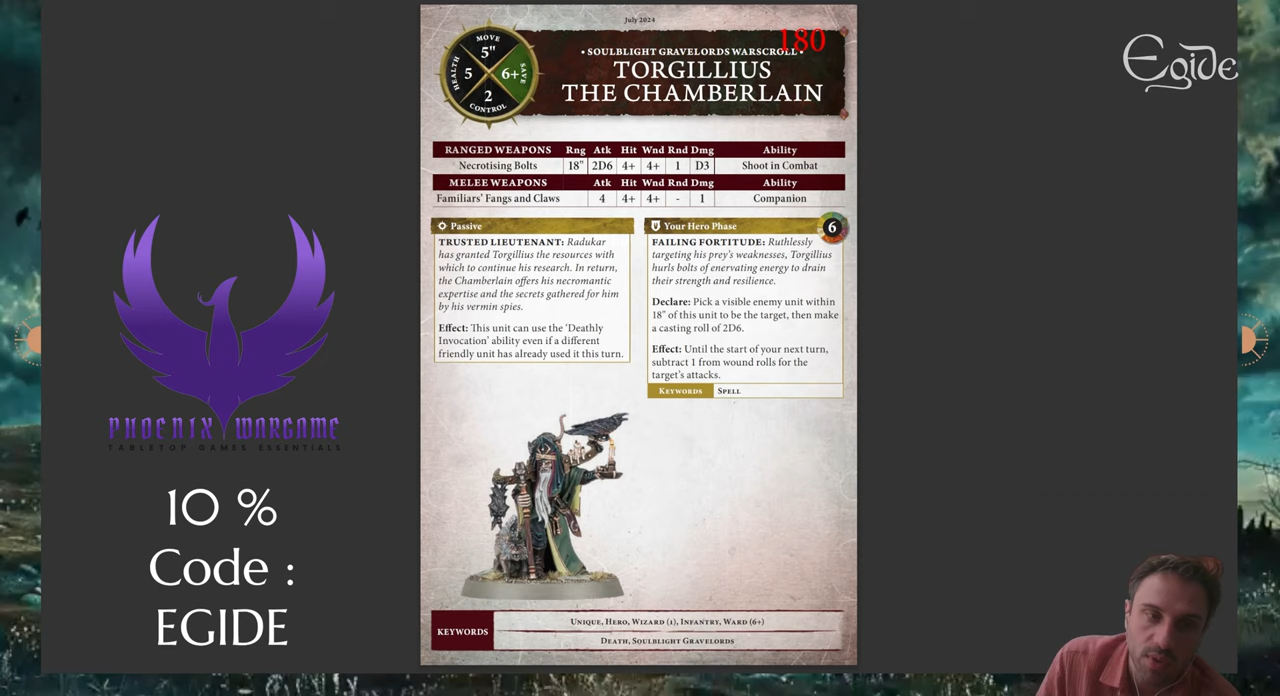 July 2024
180
Egide
MOVE
5"
HEALTH
5
6+
SAVE
2
CONTROL
• SOULBLIGHT GRAVELORDS WARSCROLL •
TORGILLIUS
THE CHAMBERLAIN
RANGED WEAPONS Rng Atk Hit Wnd Rnd Dmg Ability
Necrotising Bolts 18" 2D6 4+ 4+ 1 D3 Shoot in Combat
MELEE WEAPONS Atk Hit Wnd Rnd Dmg Ability
Familiars' Fangs and Claws 4 4+ 4+ - 1 Companion
Passive
TRUSTED LIEUTENANT: Radukar
has granted Torgillius the resources with
which to continue his research. In return,
the Chamberlain offers his necromantic
expertise and the secrets gathered for him
by his vermin spies.
Effect: This unit can use the 'Deathly
Invocation' ability even if a different
friendly unit has already used it this turn.
Your Hero Phase
6
FAILING FORTITUDE: Ruthlessly
targeting his prey's weaknesses, Torgillius
hurls bolts of enervating energy to drain
their strength and resilience.
Declare: Pick a visible enemy unit within
18" of this unit to be the target, then make
a casting roll of 2D6.
Effect: Until the start of your next turn,
subtract 1 from wound rolls for the
target's attacks.
KEYWORDS SPELL
KEYWORDS
UNIQUE, HERO, WIZARD (1), INFANTRY, WARD (6+)
DEATH, SOULBLIGHT GRAVELORDS
PHOENIX WARGAME
TABLETOP GAMES ESSENTIALS
10 %
Code :
EGIDE